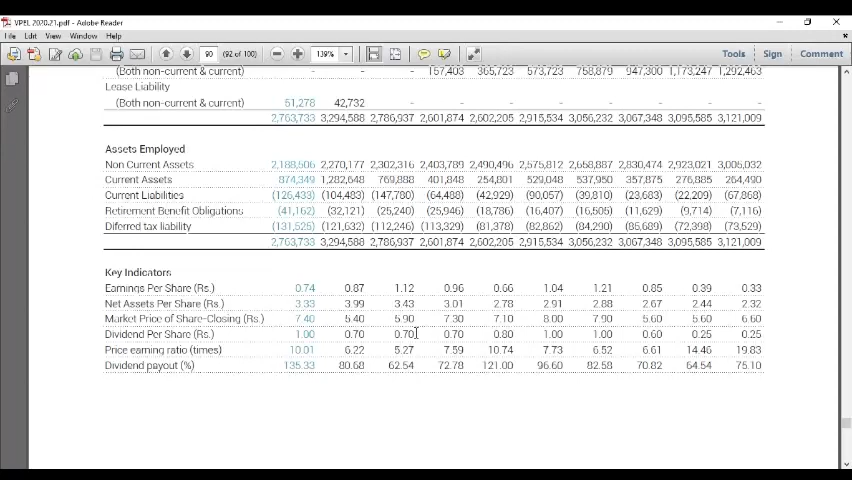 VPEL 2020.21.pdf - Adobe Reader
File Edit View Window Help
90 (92 of 100) 139% Tools Sign Comment
(Both non-current & current) - - - 157,403 365,723 573,723 758,879 947,300 1,173,247 1,292,463
Lease Liability
(Both non-current & current) 51,278 42,732 - - - - - - - -
2,763,733 3,294,588 2,786,937 2,601,874 2,602,205 2,915,534 3,056,232 3,067,348 3,095,585 3,121,009
Assets Employed
Non Current Assets 2,188,506 2,270,177 2,302,316 2,403,789 2,490,496 2,575,812 2,658,887 2,830,474 2,923,021 3,005,032
Current Assets 874,349 1,282,648 769,888 401,848 254,801 529,048 537,950 357,875 276,885 264,490
Current Liabilities (126,433) (104,483) (147,780) (64,488) (42,929) (90,057) (39,810) (23,683) (22,209) (67,868)
Retirement Benefit Obligations (41,162) (32,121) (25,240) (25,946) (18,786) (16,407) (16,505) (11,629) (9,714) (7,116)
Diferred tax liability (131,525) (121,632) (112,246) (113,329) (81,378) (82,862) (84,290) (85,689) (72,398) (73,529)
2,763,733 3,294,588 2,786,937 2,601,874 2,602,205 2,915,534 3,056,232 3,067,348 3,095,585 3,121,009
Key Indicators
Earnings Per Share (Rs.) 0.74 0.87 1.12 0.96 0.66 1.04 1.21 0.85 0.39 0.33
Net Assets Per Share (Rs.) 3.33 3.99 3.43 3.01 2.78 2.91 2.88 2.67 2.44 2.32
Market Price of Share-Closing (Rs.) 7.40 5.40 5.90 7.30 7.10 8.00 7.90 5.60 5.60 6.60
Dividend Per Share (Rs.) 1.00 0.70 0.70 0.70 0.80 1.00 1.00 0.60 0.25 0.25
Price earning ratio (times) 10.01 6.22 5.27 7.59 10.74 7.73 6.52 6.61 14.46 19.83
Dividend payout (%) 135.33 80.68 62.54 72.78 121.00 96.60 82.58 70.82 64.54 75.10